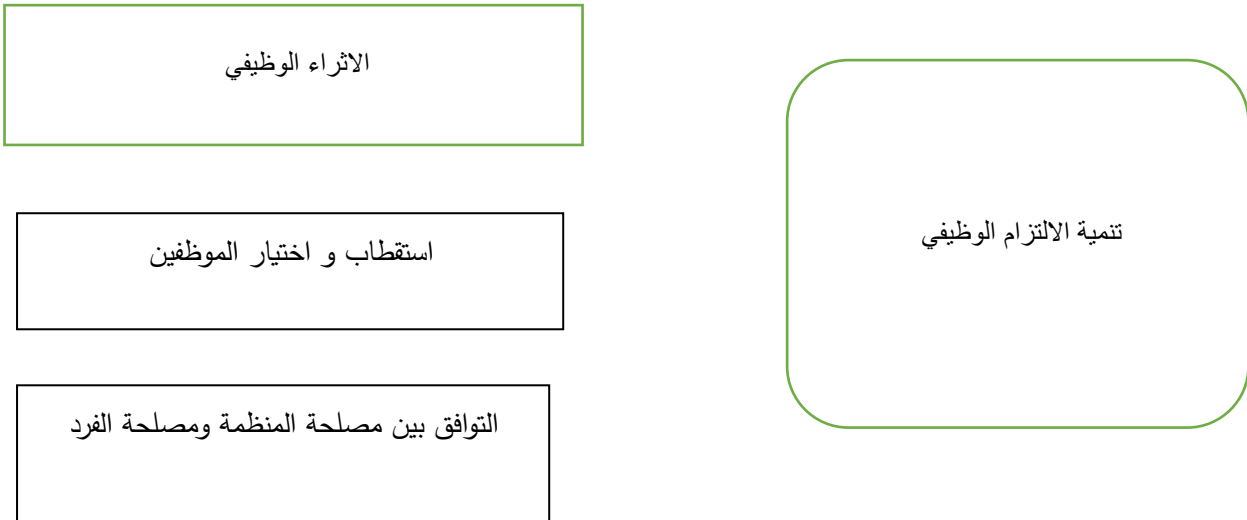 الاثراء الوظيفي
تنمية الالتزام الوظيفي
استقطاب و اختيار الموظفين
التوافق بين مصلحة المنظمة ومصلحة الفرد